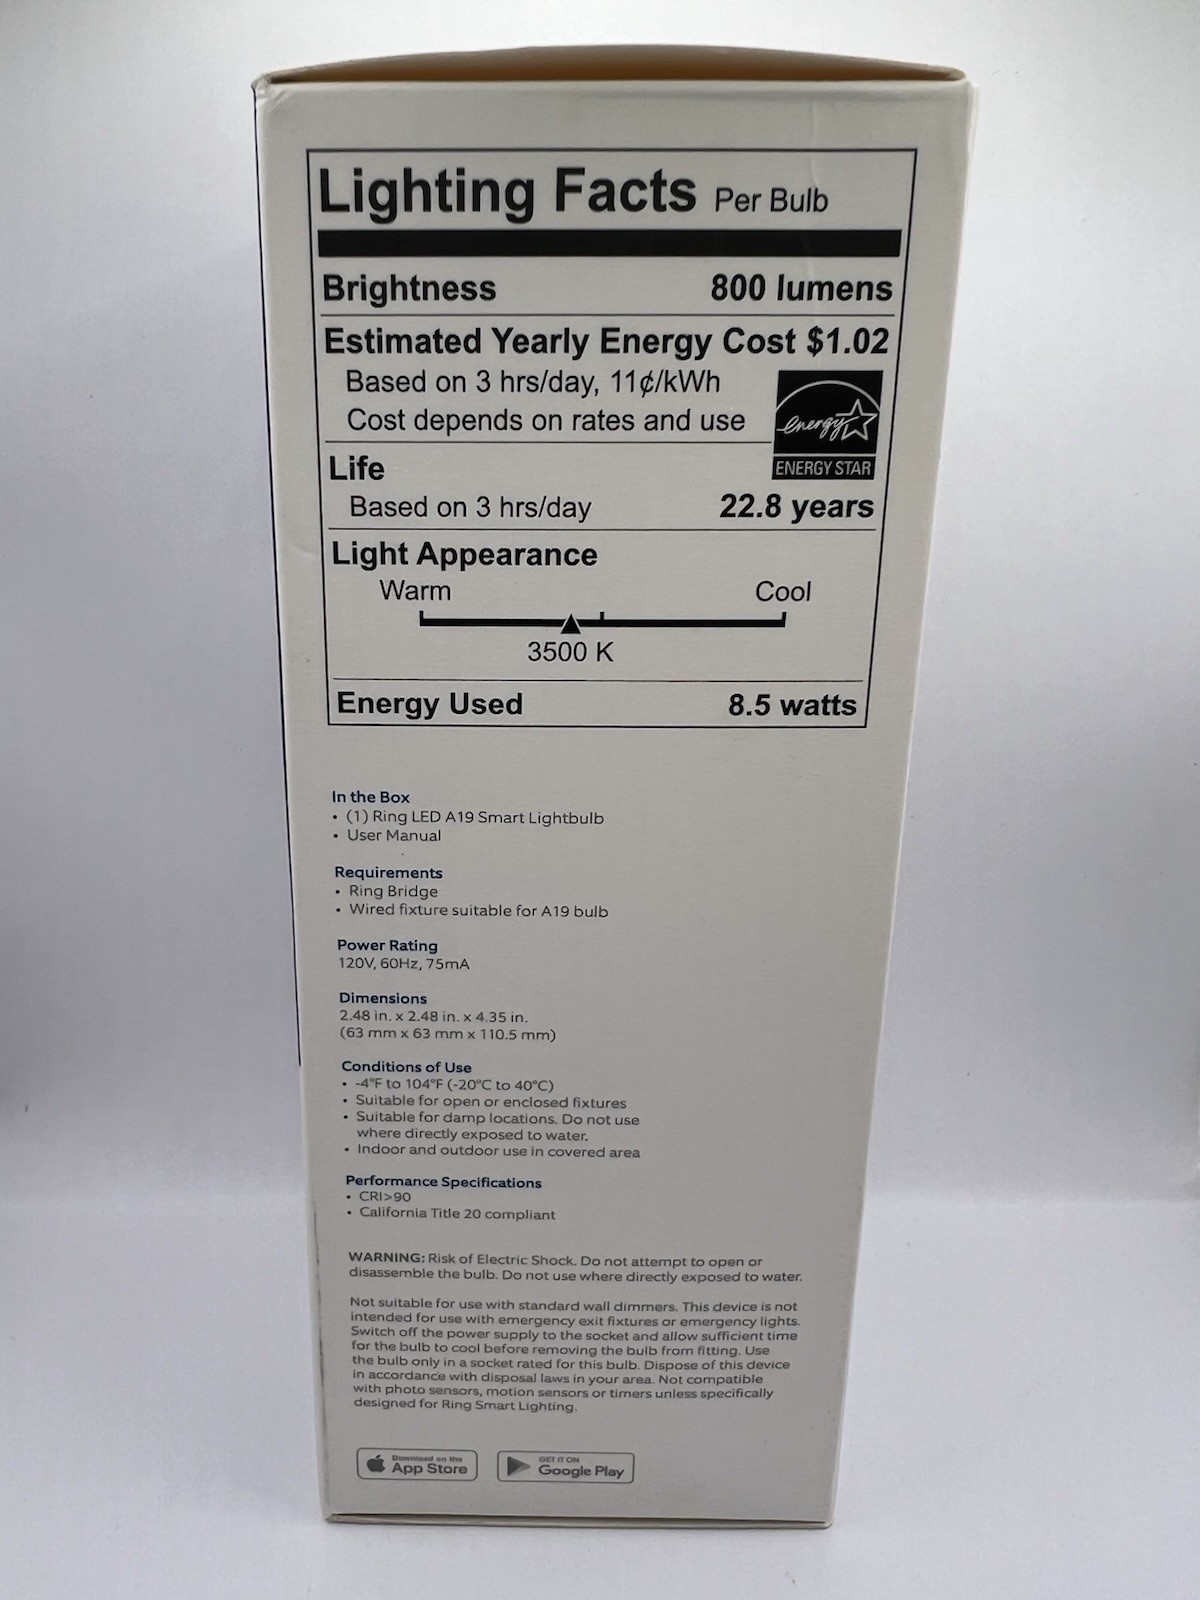 Lighting Facts Per Bulb
Brightness 800 lumens
Estimated Yearly Energy Cost $1.02
Based on 3 hrs/day, 11¢/kWh
Cost depends on rates and use
energy
ENERGY STAR
Life
Based on 3 hrs/day 22.8 years
Light Appearance
Warm Cool
3500 K
Energy Used 8.5 watts
In the Box
• (1) Ring LED A19 Smart Lightbulb
• User Manual
Requirements
• Ring Bridge
• Wired fixture suitable for A19 bulb
Power Rating
120V, 60Hz, 75mA
Dimensions
2.48 in. x 2.48 in. x 4.35 in.
(63 mm x 63 mm x 110.5 mm)
Conditions of Use
• -4°F to 104°F (-20°C to 40°C)
• Suitable for open or enclosed fixtures
• Suitable for damp locations. Do not use
where directly exposed to water.
• Indoor and outdoor use in covered area
Performance Specifications
• CRI>90
• California Title 20 compliant
WARNING: Risk of Electric Shock. Do not attempt to open or
disassemble the bulb. Do not use where directly exposed to water.
Not suitable for use with standard wall dimmers. This device is not
intended for use with emergency exit fixtures or emergency lights.
Switch off the power supply to the socket and allow sufficient time
for the bulb to cool before removing the bulb from fitting. Use
the bulb only in a socket rated for this bulb. Dispose of this device
in accordance with disposal laws in your area. Not compatible
with photo sensors, motion sensors or timers unless specifically
designed for Ring Smart Lighting.
Download on the
App Store
GET IT ON
Google Play